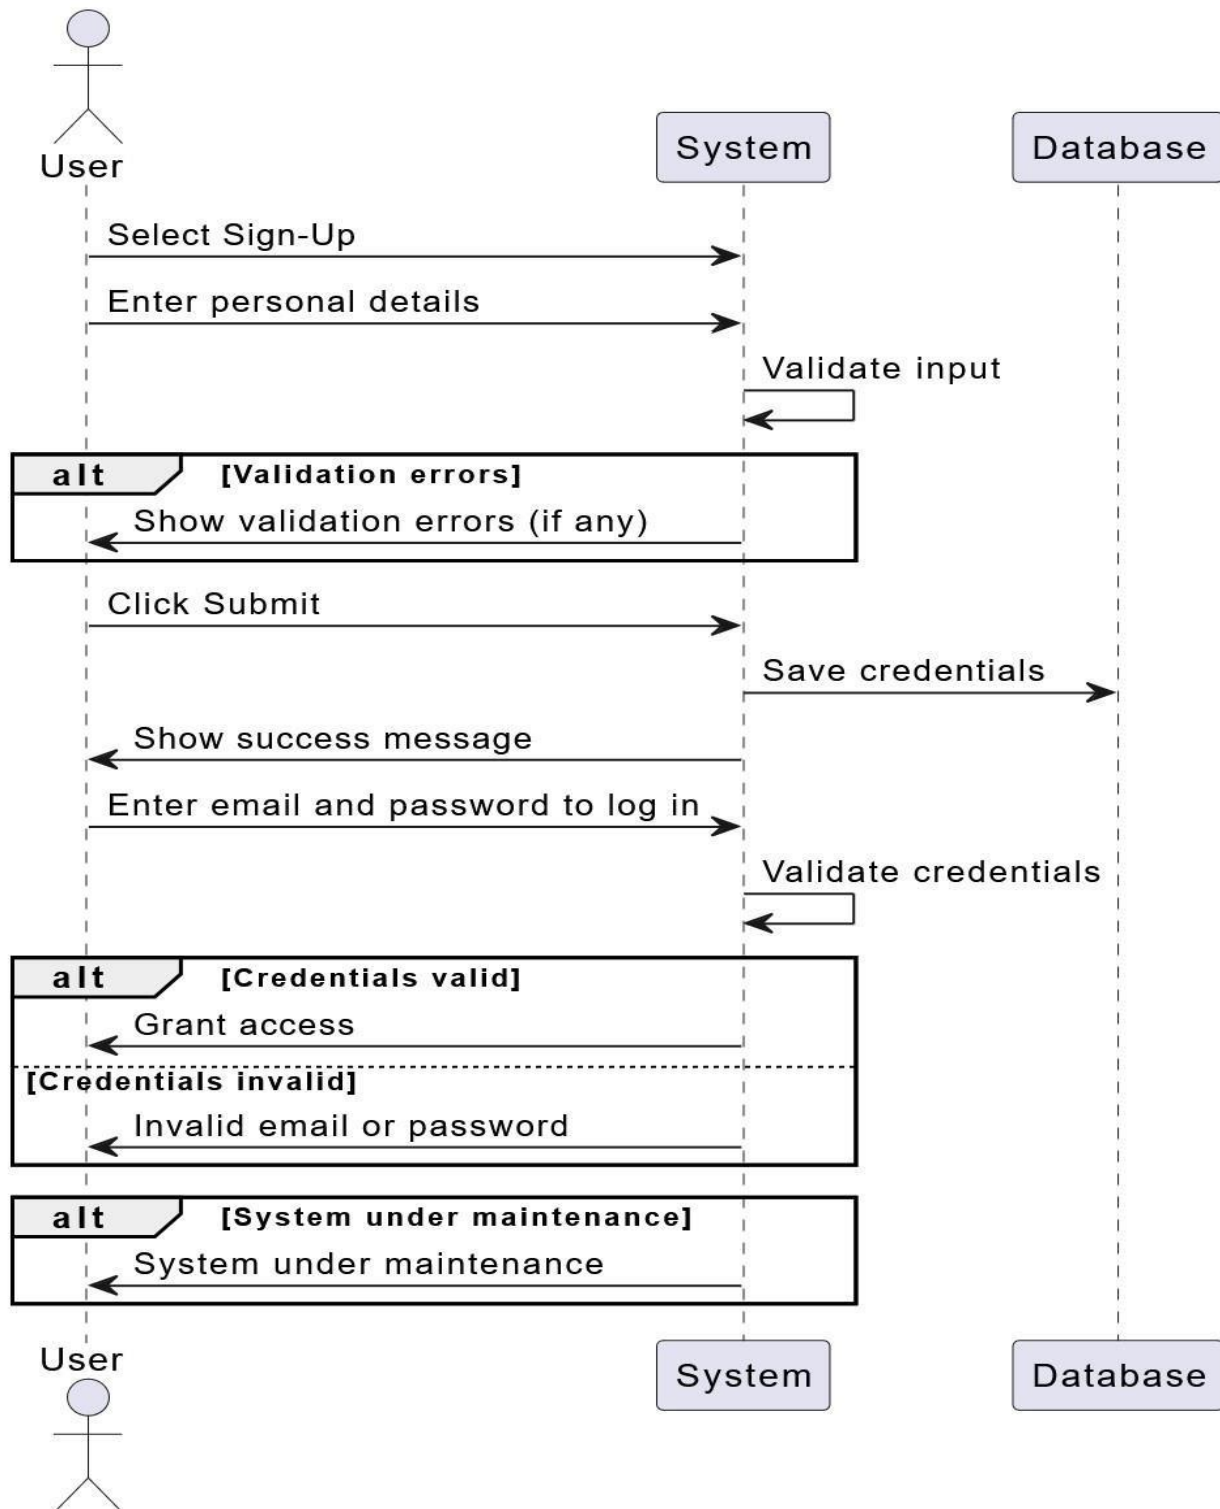 User
System
Database
Select Sign-Up
Enter personal details
Validate input
alt [Validation errors]
Show validation errors (if any)
Click Submit
Save credentials
Show success message
Enter email and password to log in
Validate credentials
alt [Credentials valid]
Grant access
[Credentials invalid]
Invalid email or password
alt [System under maintenance]
System under maintenance
User
System
Database